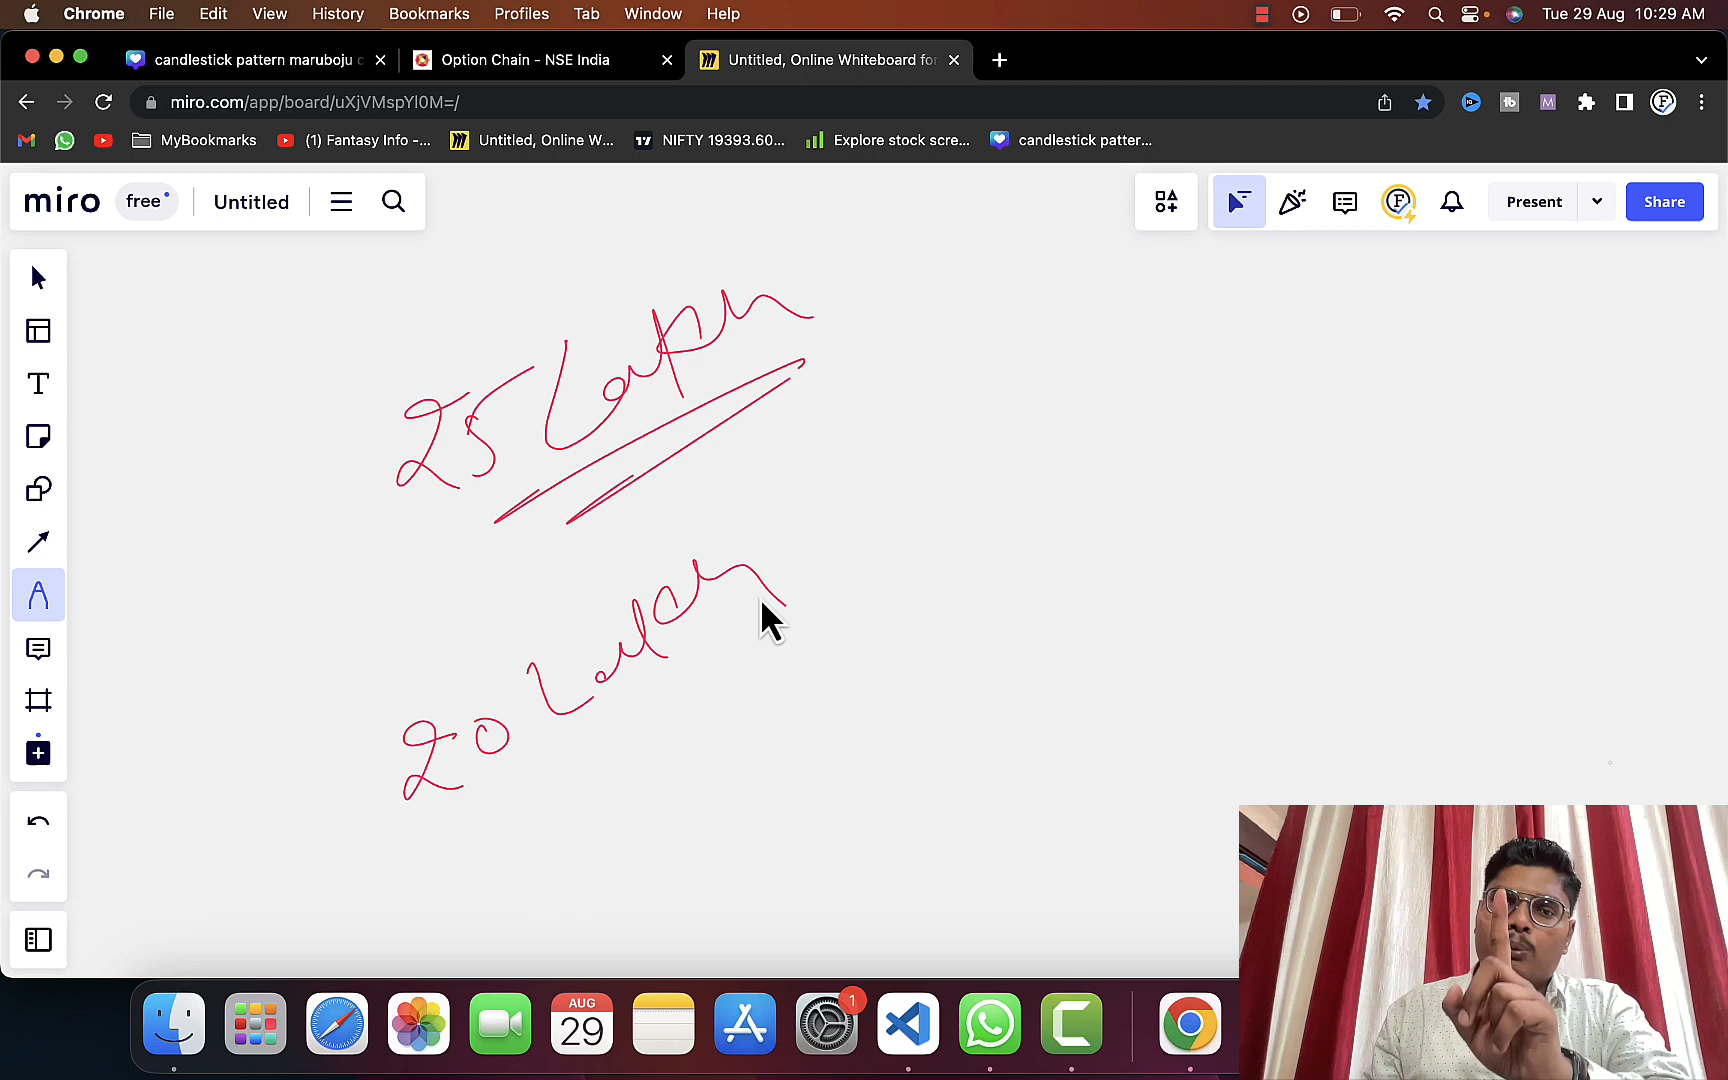 Chrome File Edit View History Bookmarks Profiles Tab Window Help Tue 29 Aug 10:29 AM
candlestick pattern maruboju c Option Chain - NSE India Untitled, Online Whiteboard for
miro.com/app/board/uXjVMspYl0M=/
MyBookmarks (1) Fantasy Info -... Untitled, Online W... NIFTY 19393.60... Explore stock scre... candlestick patter...
miro free Untitled Present Share
25 Lakh
20 Lakh
AUG
29
1